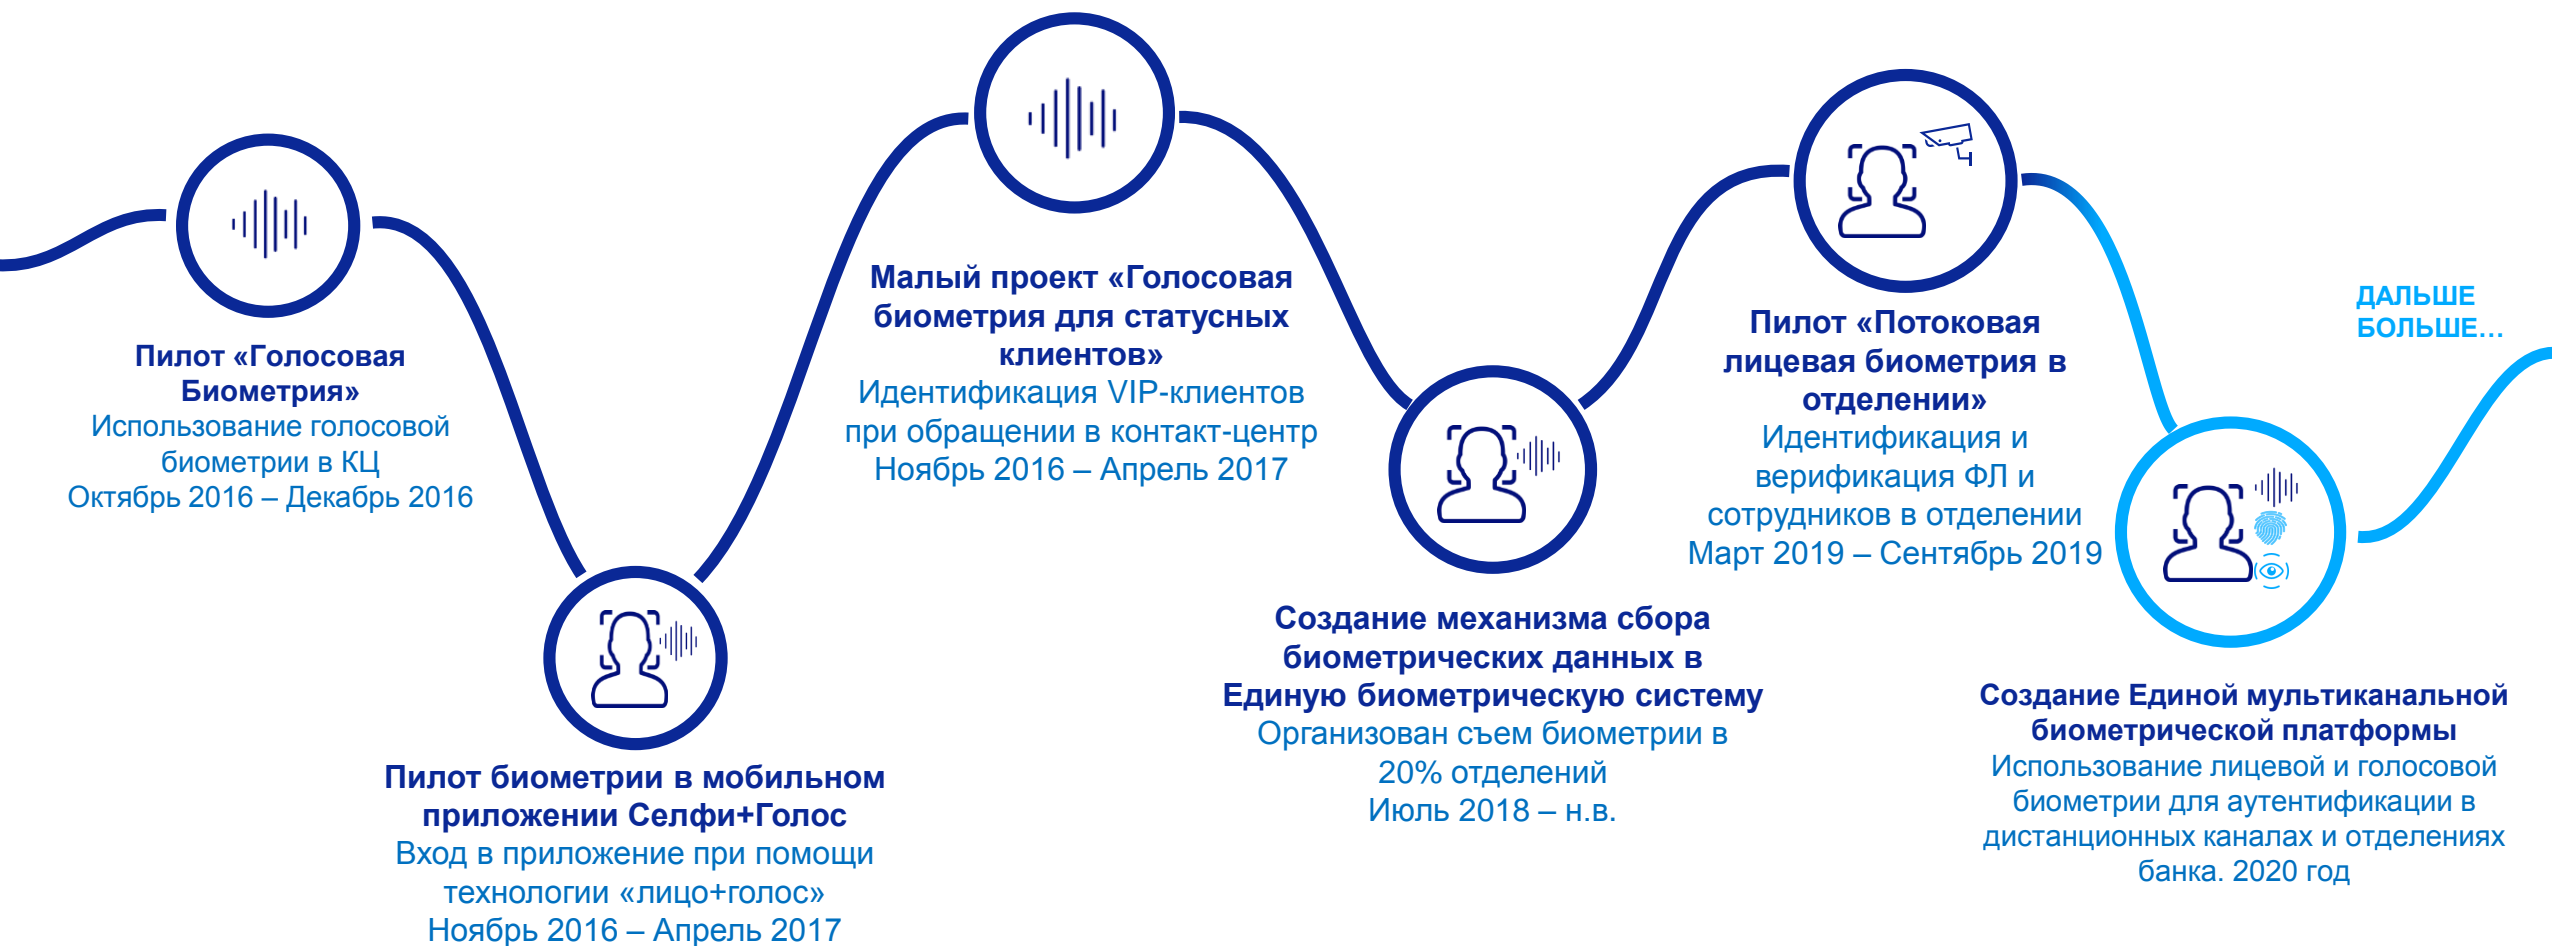 Пилот «Голосовая
Биометрия»
Использование голосовой
биометрии в КЦ
Октябрь 2016 – Декабрь 2016
Пилот биометрии в мобильном
приложении Селфи+Голос
Вход в приложение при помощи
технологии «лицо+голос»
Ноябрь 2016 – Апрель 2017
Малый проект «Голосовая
биометрия для статусных
клиентов»
Идентификация VIP-клиентов
при обращении в контакт-центр
Ноябрь 2016 – Апрель 2017
Создание механизма сбора
биометрических данных в
Единую биометрическую систему
Организован съем биометрии в
20% отделений
Июль 2018 – н.в.
Пилот «Потоковая
лицевая биометрия в
отделении»
Идентификация и
верификация ФЛ и
сотрудников в отделении
Март 2019 – Сентябрь 2019
Создание Единой мультиканальной
биометрической платформы
Использование лицевой и голосовой
биометрии для аутентификации в
дистанционных каналах и отделениях
банка. 2020 год
ДАЛЬШЕ
БОЛЬШЕ...